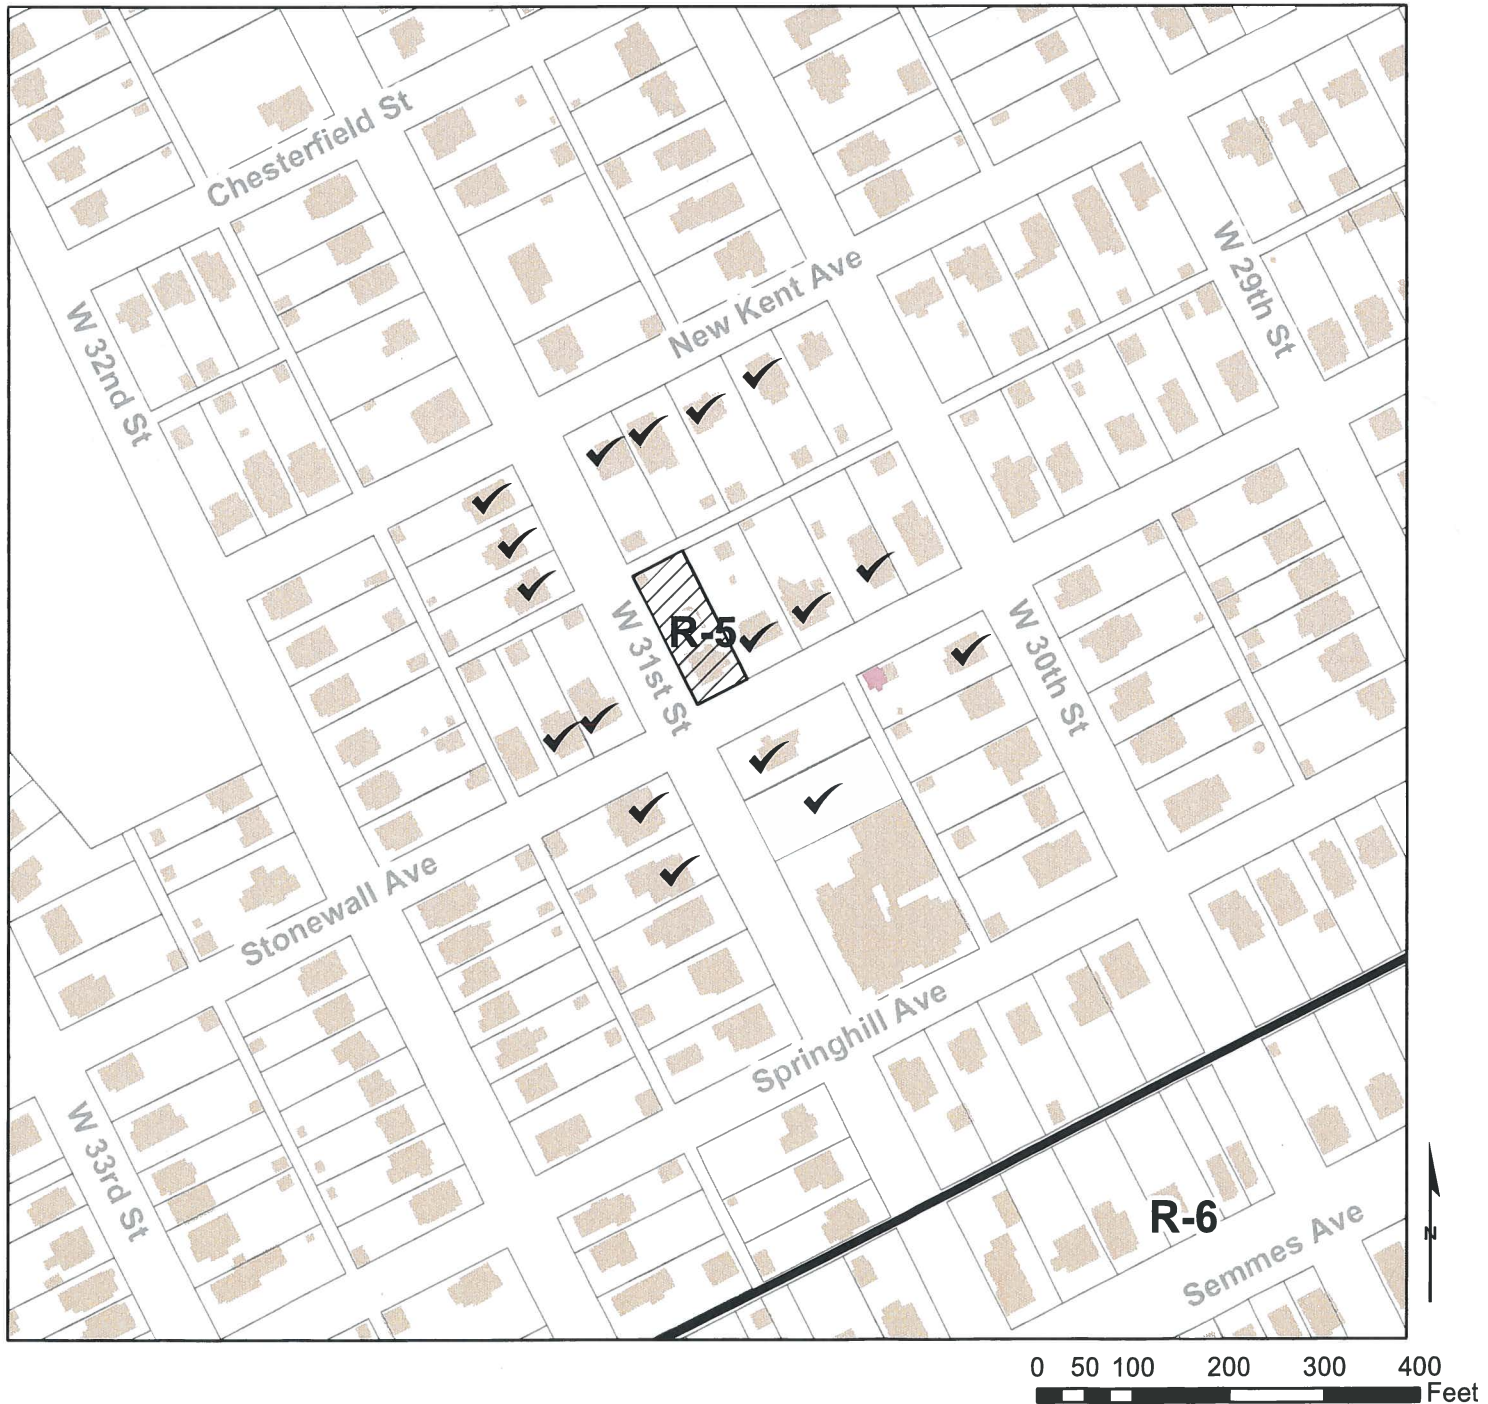 Chesterfield St
New Kent Ave
W 29th St
W 32nd St
R-5
W 31st St
W 30th St
Stonewall Ave
Springhill Ave
W 33rd St
R-6
Semmes Ave
N
0 50 100 200 300 400
Feet